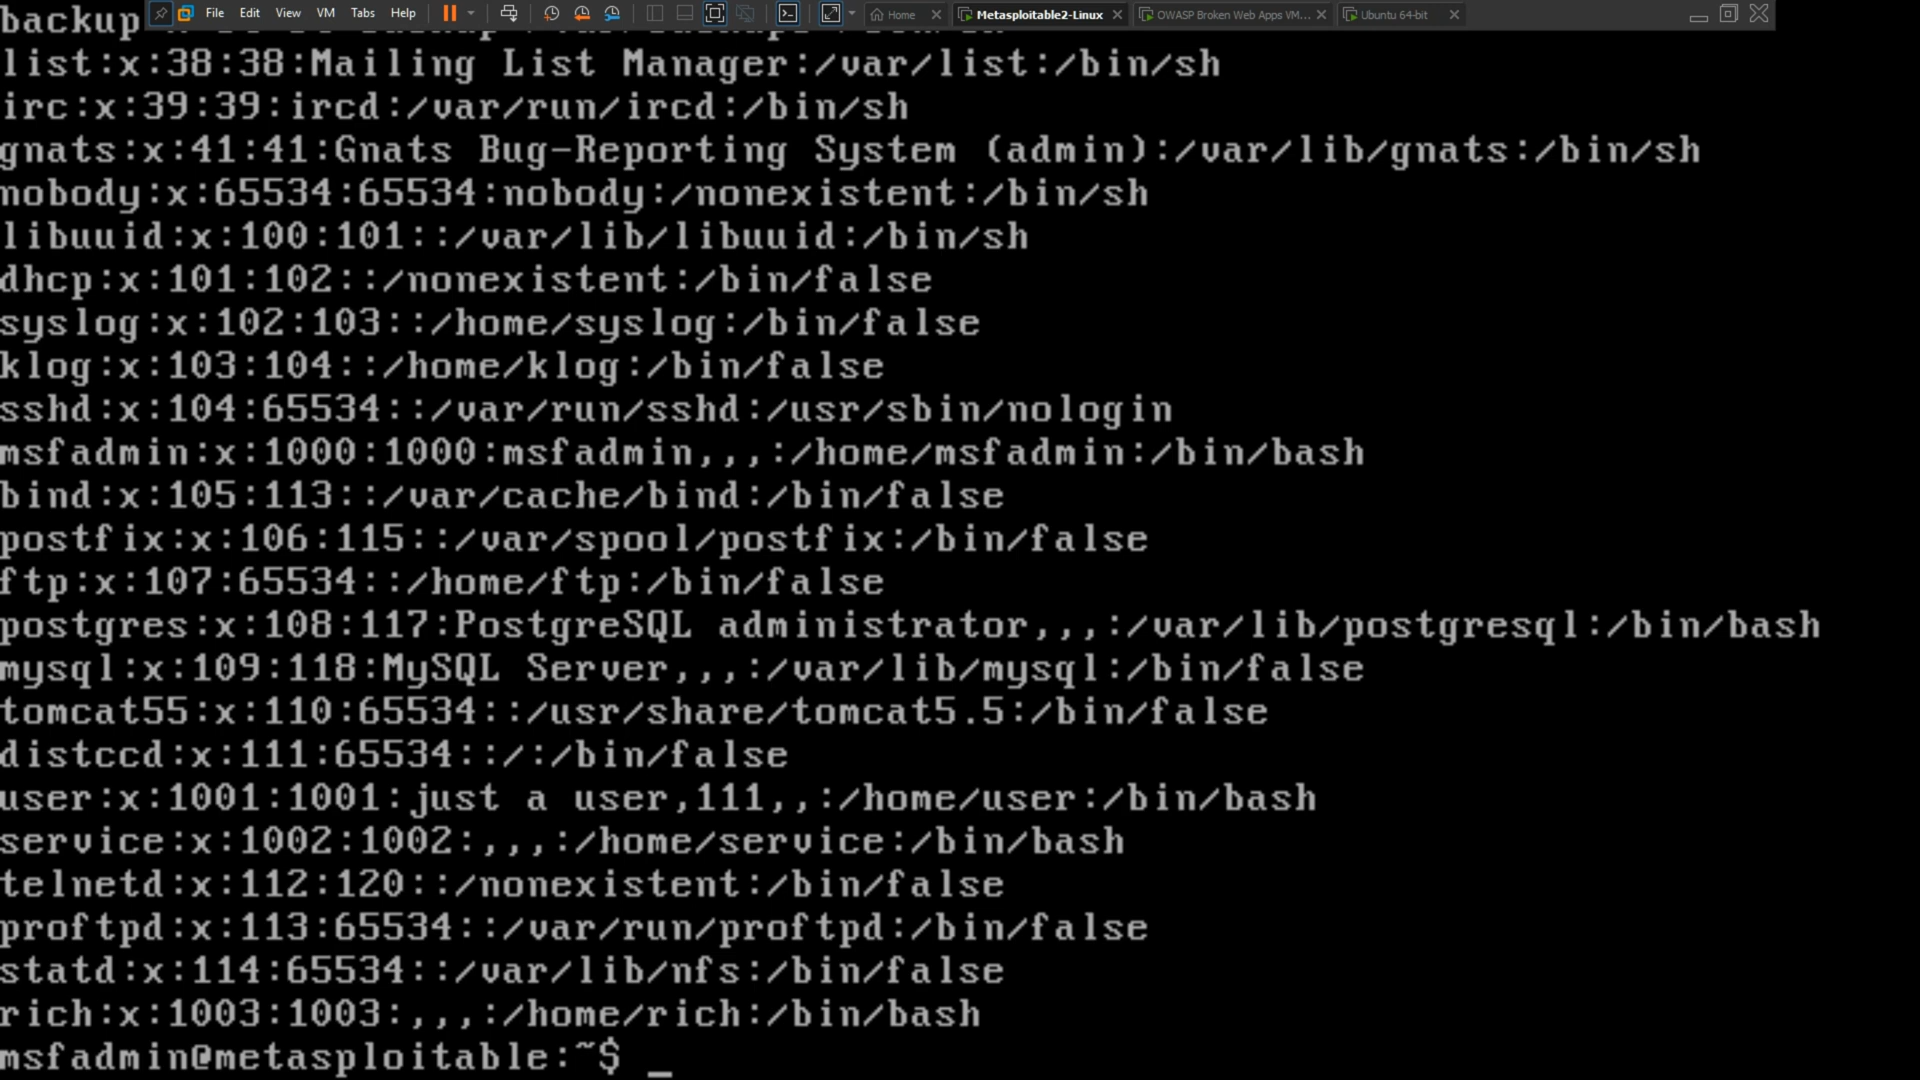 File Edit View VM Tabs Help Home Metasploitable2-Linux OWASP Broken Web Apps VM... Ubuntu 64-bit
backup
list:x:38:38:Mailing List Manager:/var/list:/bin/sh
irc:x:39:39:ircd:/var/run/ircd:/bin/sh
gnats:x:41:41:Gnats Bug-Reporting System (admin):/var/lib/gnats:/bin/sh
nobody:x:65534:65534:nobody:/nonexistent:/bin/sh
libuuid:x:100:101::/var/lib/libuuid:/bin/sh
dhcp:x:101:102::/nonexistent:/bin/false
syslog:x:102:103::/home/syslog:/bin/false
klog:x:103:104::/home/klog:/bin/false
sshd:x:104:65534::/var/run/sshd:/usr/sbin/nologin
msfadmin:x:1000:1000:msfadmin,,,:/home/msfadmin:/bin/bash
bind:x:105:113::/var/cache/bind:/bin/false
postfix:x:106:115::/var/spool/postfix:/bin/false
ftp:x:107:65534::/home/ftp:/bin/false
postgres:x:108:117:PostgreSQL administrator,,,:/var/lib/postgresql:/bin/bash
mysql:x:109:118:MySQL Server,,,:/var/lib/mysql:/bin/false
tomcat55:x:110:65534::/usr/share/tomcat5.5:/bin/false
distccd:x:111:65534::/:/bin/false
user:x:1001:1001:just a user,111,,:/home/user:/bin/bash
service:x:1002:1002:,,,:/home/service:/bin/bash
telnetd:x:112:120::/nonexistent:/bin/false
proftpd:x:113:65534::/var/run/proftpd:/bin/false
statd:x:114:65534::/var/lib/nfs:/bin/false
rich:x:1003:1003:,,,:/home/rich:/bin/bash
msfadmin@metasploitable:~$ _